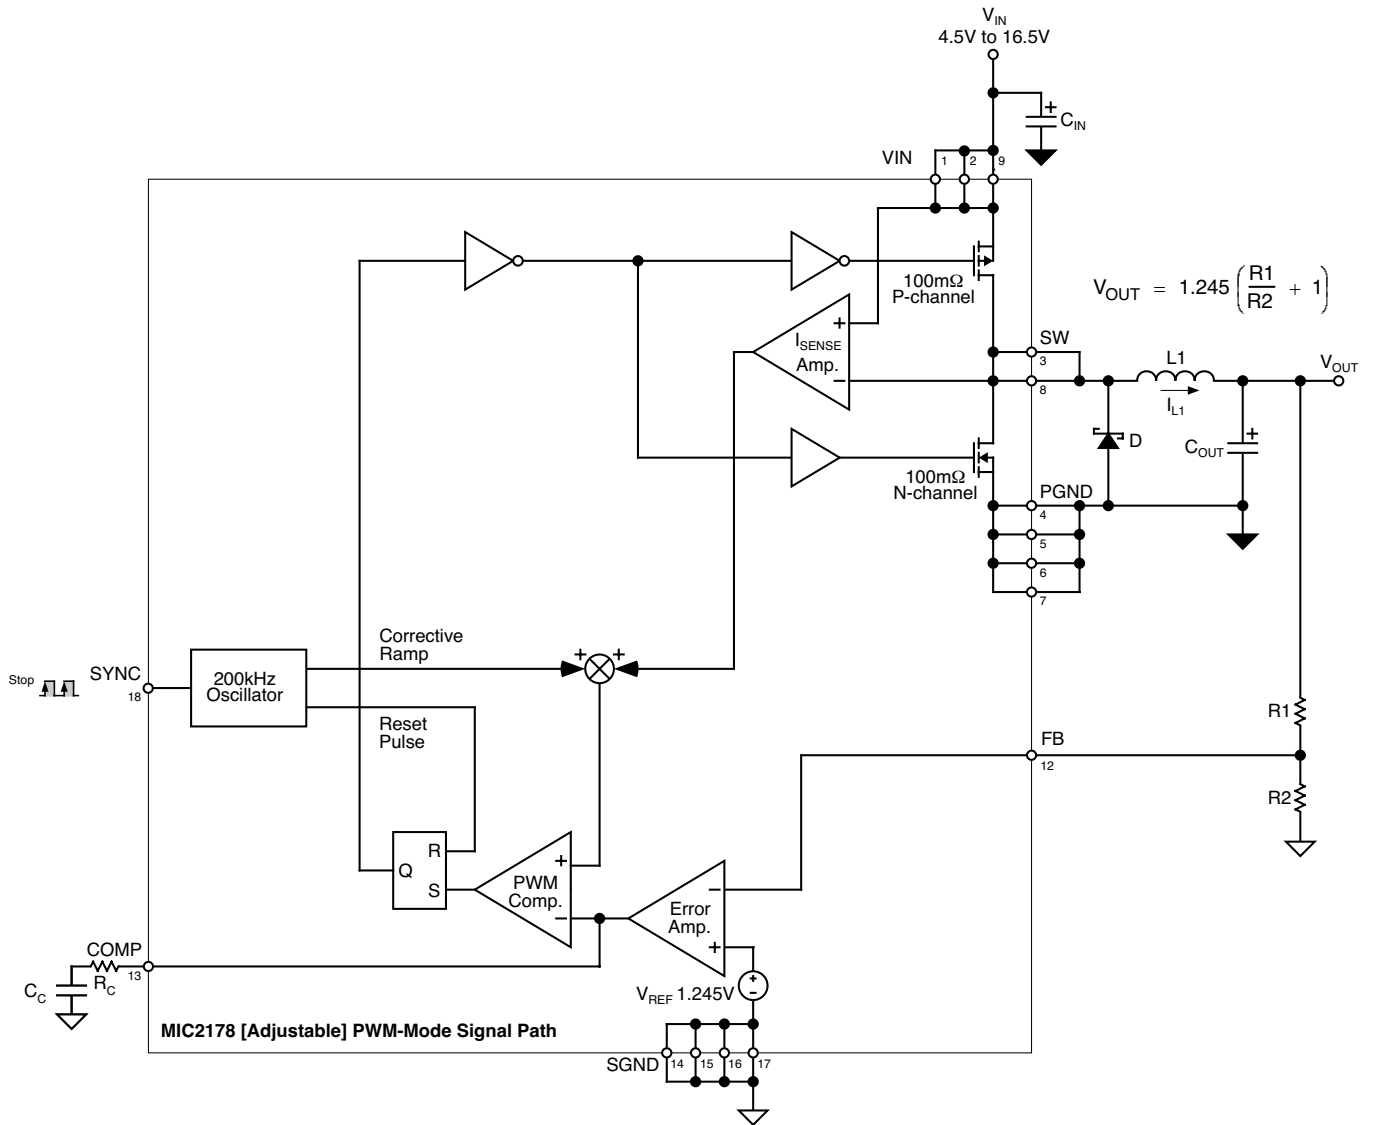 VIN
4.5V to 16.5V
+
CIN
VIN
1
2
9
100mΩ
P-channel
VOUT = 1.245 (R1/R2 + 1)
+
ISENSE
Amp.
−
SW
3
8
L1
IL1
VOUT
D
COUT
+
100mΩ
N-channel
PGND
4
5
6
7
Corrective
Ramp
+
+
Stop
SYNC
18
200kHz
Oscillator
Reset
Pulse
R1
FB
12
R2
R
Q
S
+
PWM
Comp.
−
−
Error
Amp.
+
COMP
13
RC
CC
VREF 1.245V
+
−
MIC2178 [Adjustable] PWM-Mode Signal Path
SGND
14
15
16
17